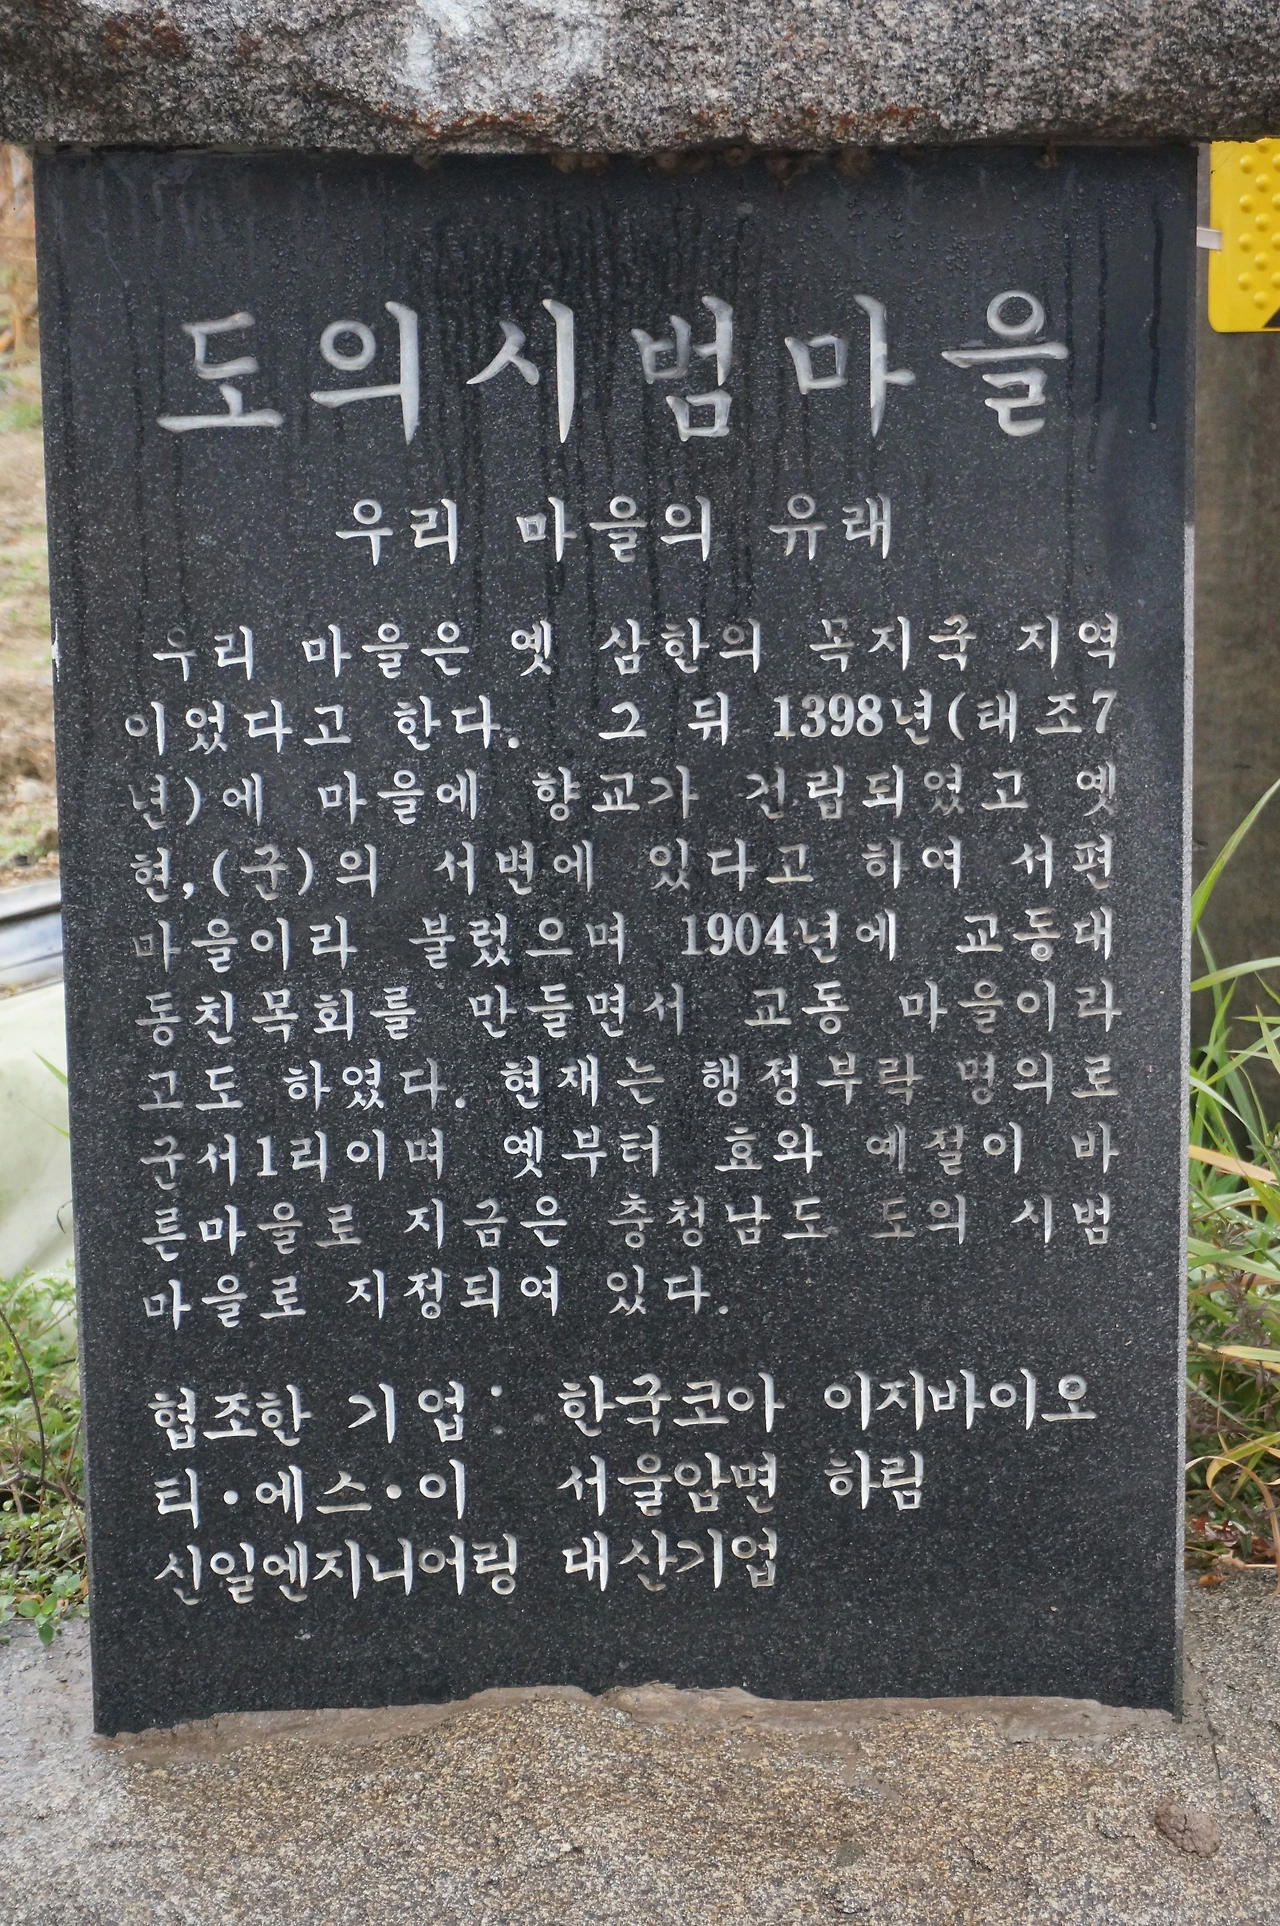 도의시범마을
우리 마을의 유래
우리 마을은 옛 삼한의 목지국 지역
이었다고 한다. 그 뒤 1398년(태조7
년)에 마을에 향교가 건립되였고 옛
현,(군)의 서변에 있다고 하여 서편
마을이라 불렀으며 1904년에 교동대
동친목회를 만들면서 교동 마을이라
고도 하였다. 현재는 행정부락 명의로
군서1리이며 옛부터 효와 예절이 바
른마을로 지금은 충청남도 도의 시범
마을로 지정되여 있다.
협조한 기업: 한국코아 이지바이오
티·에스·이 서울암면 하림
신일엔지니어링 대산기업